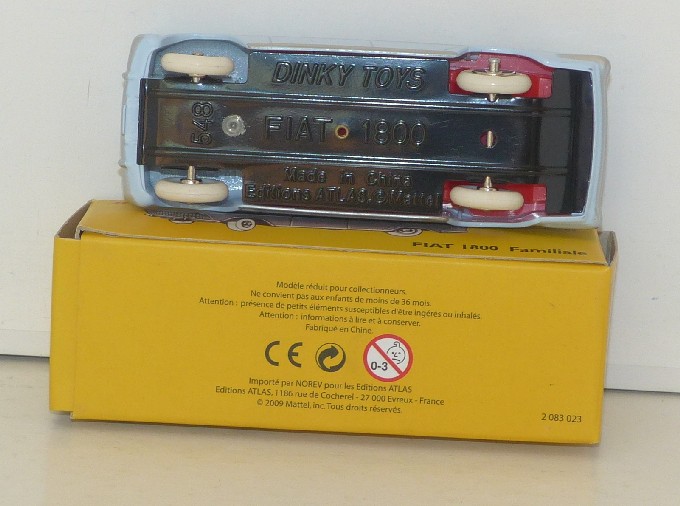 DINKY TOYS
548
FIAT 1800
Made in China
Editions ATLAS & Mattel
FIAT 1800 Familiale
Modèle réduit pour collectionneurs.
Ne convient pas aux enfants de moins de 36 mois.
Attention : présence de petits éléments susceptibles d'être ingérés ou inhalés.
Attention : informations à lire et à conserver.
Fabriqué en Chine.
CE
0-3
Importé par NOREV pour les Editions ATLAS
Editions ATLAS, 1186 rue de Cocherel - 27 000 Evreux - France
© 2009 Mattel, Inc. Tous droits réservés.
2 083 023